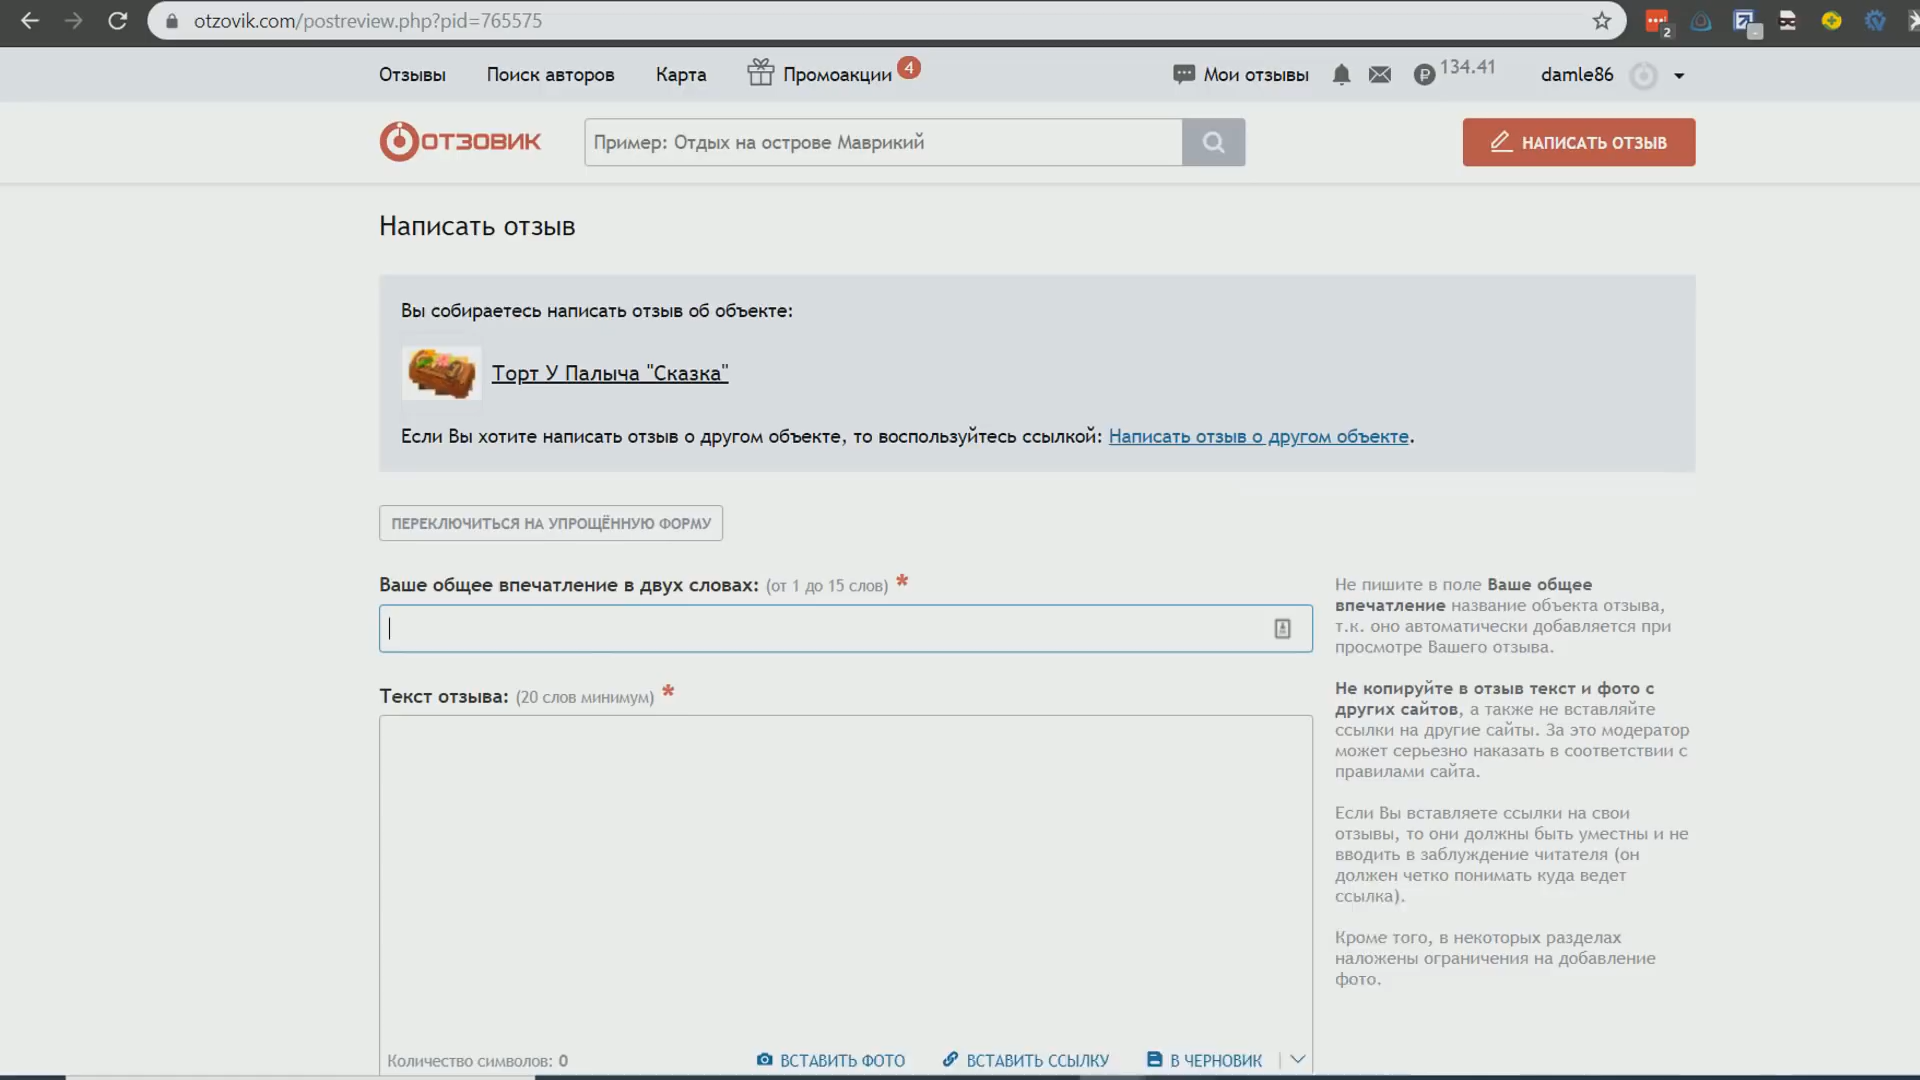 otzovik.com/postreview.php?pid=765575
2
Отзывы
Поиск авторов
Карта
Промоакции 4
Мои отзывы
134.41
damle86
ОТЗОВИК
Пример: Отдых на острове Маврикий
НАПИСАТЬ ОТЗЫВ
Написать отзыв
Вы собираетесь написать отзыв об объекте:
Торт У Палыча "Сказка"
Если Вы хотите написать отзыв о другом объекте, то воспользуйтесь ссылкой: Написать отзыв о другом объекте.
ПЕРЕКЛЮЧИТЬСЯ НА УПРОЩЁННУЮ ФОРМУ
Ваше общее впечатление в двух словах: (от 1 до 15 слов) *
Текст отзыва: (20 слов минимум) *
Количество символов: 0
ВСТАВИТЬ ФОТО
ВСТАВИТЬ ССЫЛКУ
В ЧЕРНОВИК
Не пишите в поле Ваше общее
впечатление название объекта отзыва,
т.к. оно автоматически добавляется при
просмотре Вашего отзыва.
Не копируйте в отзыв текст и фото с
других сайтов, а также не вставляйте
ссылки на другие сайты. За это модератор
может серьезно наказать в соответствии с
правилами сайта.
Если Вы вставляете ссылки на свои
отзывы, то они должны быть уместны и не
вводить в заблуждение читателя (он
должен четко понимать куда ведет
ссылка).
Кроме того, в некоторых разделах
наложены ограничения на добавление
фото.